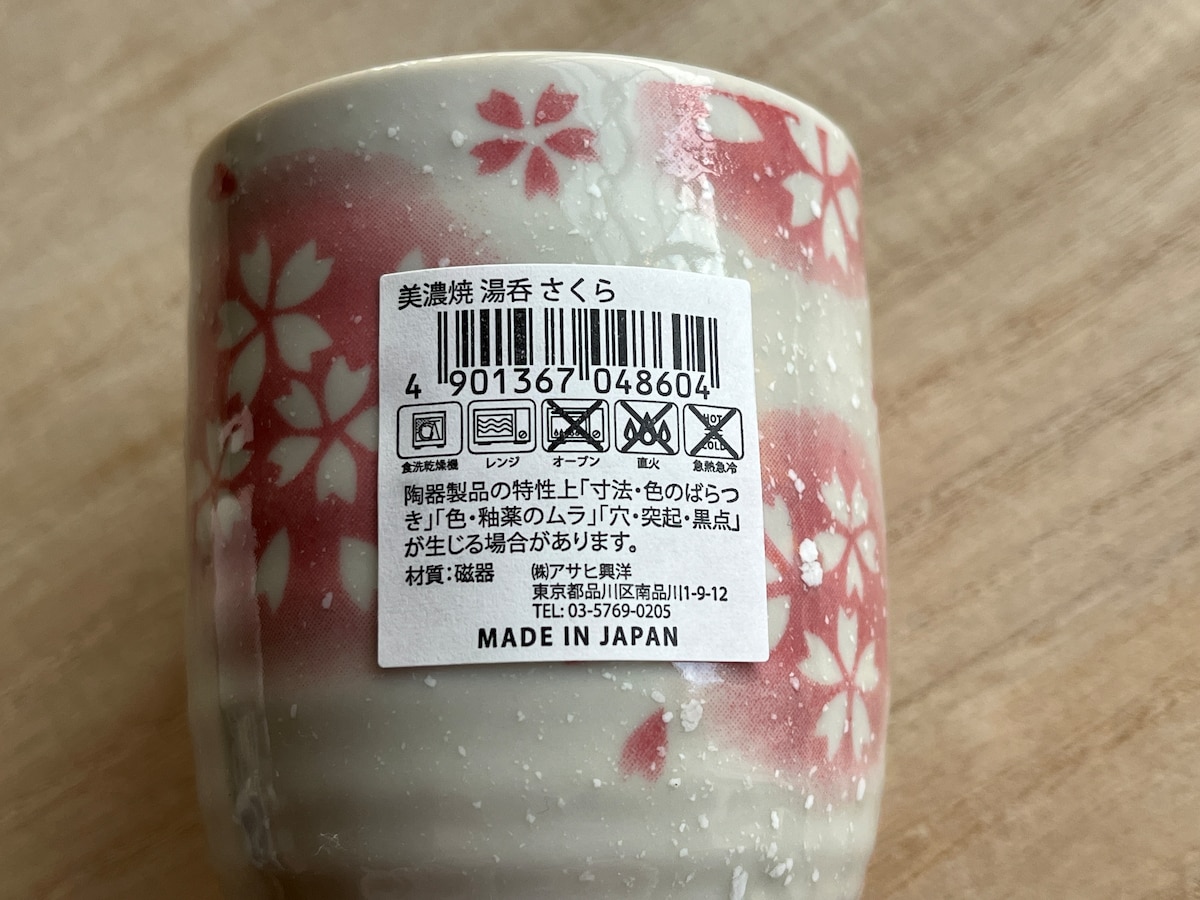 美濃焼 湯呑 さくら
4 901367 048604
HOT COLD
食洗乾燥機 レンジ オーブン 直火 急熱急冷
陶器製品の特性上｢寸法・色のばらつ
き｣｢色・釉薬のムラ｣｢穴・突起・黒点｣
が生じる場合があります。
材質：磁器 ㈱アサヒ興洋
東京都品川区南品川1-9-12
TEL: 03-5769-0205
MADE IN JAPAN